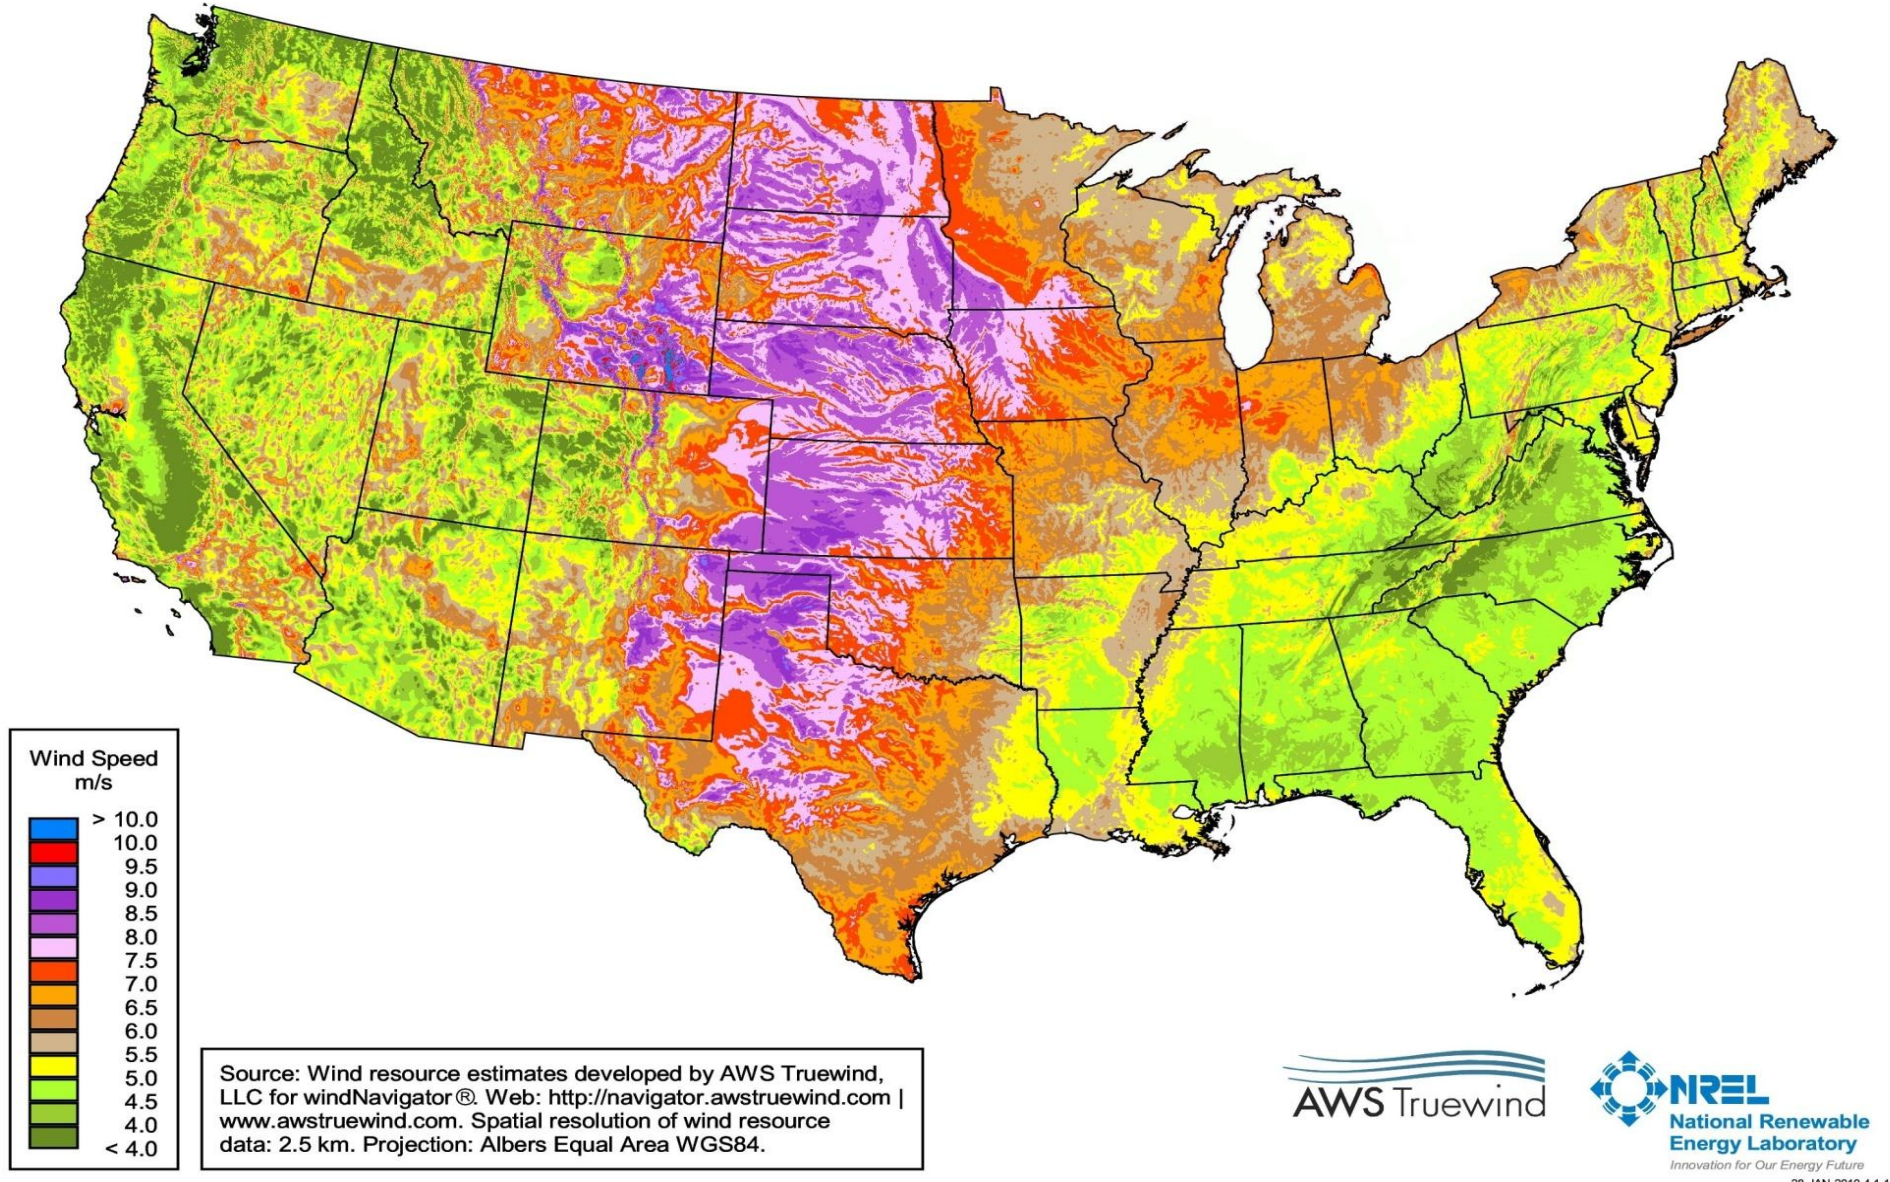 Wind Speed
m/s
> 10.0
10.0
9.5
9.0
8.5
8.0
7.5
7.0
6.5
6.0
5.5
5.0
4.5
4.0
< 4.0
Source: Wind resource estimates developed by AWS Truewind,
LLC for windNavigator®. Web: http://navigator.awstruewind.com |
www.awstruewind.com. Spatial resolution of wind resource
data: 2.5 km. Projection: Albers Equal Area WGS84.
AWS Truewind
NREL
National Renewable
Energy Laboratory
Innovation for Our Energy Future